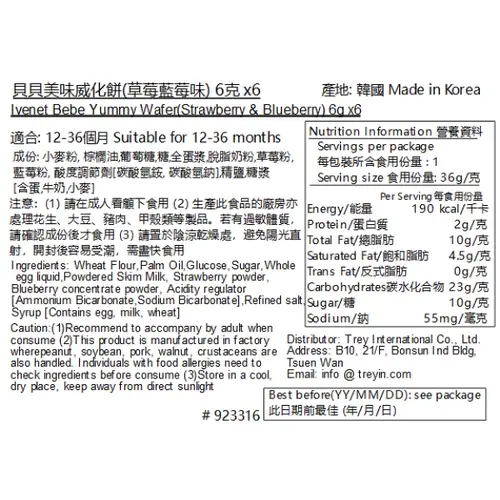 貝貝美味威化餅(草莓藍莓味) 6克 x6
產地: 韓國 Made in Korea
Ivenet Bebe Yummy Wafer(Strawberry & Blueberry) 6g x6
適合: 12-36個月 Suitable for 12-36 months
成份: 小麥粉, 棕櫚油,葡萄糖,糖,全蛋漿,脫脂奶粉,草莓粉,
藍莓粉, 酸度調節劑[碳酸氫銨, 碳酸氫鈉],精鹽,糖漿
[含蛋,牛奶,小麥]
注意: (1) 請在成人看顧下食用 (2) 生產此食品的廠房亦
處理花生、大豆、豬肉、甲殼類等製品。若有過敏體質,
請確認成份後才食用 (3) 請置於陰涼乾燥處, 避免陽光直
射, 開封後容易受潮, 需盡快食用
Ingredients: Wheat Flour,Palm Oil,Glucose,Sugar,Whole
egg liquid,Powdered Skim Milk, Strawberry powder,
Blueberry concentrate powder, Acidity regulator
[Ammonium Bicarbonate,Sodium Bicarbonate],Refined salt,
Syrup [Contains egg, milk, wheat]
Caution:(1)Recommend to accompany by adult when
consume (2)This product is manufactured in factory
wherepeanut, soybean, pork, walnut, crustaceans are
also handled. Individuals with food allergies need to
check ingredients before consume (3)Store in a cool,
dry place, keep away from direct sunlight
# 923316
Nutrition Information 營養資料
Servings per package
每包裝所含食用份量 : 1
Serving size 食用份量: 36g/克
Per Serving 每食用份量
Energy/能量 190 kcal/千卡
Protein/蛋白質 2g/克
Total Fat/總脂肪 10g/克
Saturated Fat/飽和脂肪 4.5g/克
Trans Fat/反式脂肪 0g/克
Carbohydrates碳水化合物 23g/克
Sugar/糖 10g/克
Sodium/鈉 55mg/毫克
Distributor: Trey International Co., Ltd.
Address: B10, 21/F, Bonsun Ind Bldg,
Tsuen Wan
Email: info @ treyin.com
Best before(YY/MM/DD): see package
此日期前最佳 (年/月/日)